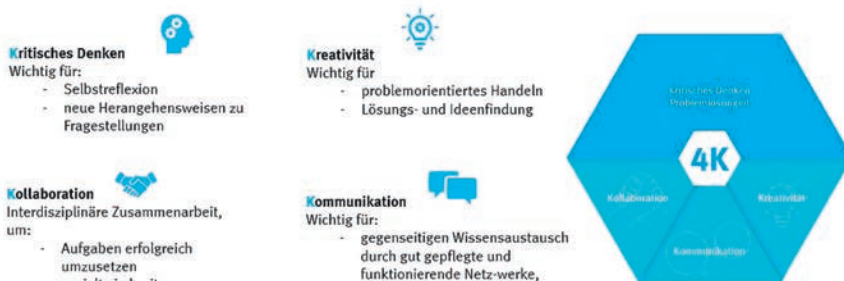 Kritisches Denken
Wichtig für:
- Selbstreflexion
- neue Herangehensweisen zu
Fragestellungen
Kreativität
Wichtig für
- problemorientiertes Handeln
- Lösungs- und Ideenfindung
Kollaboration
Interdisziplinäre Zusammenarbeit,
um:
- Aufgaben erfolgreich
umzusetzen
Kommunikation
Wichtig für:
- gegenseitigen Wissensaustausch
durch gut gepflegte und
funktionierende Netz-werke,
Kritisches Denken
4K
Kollaboration
Kreativität
Kommunikation